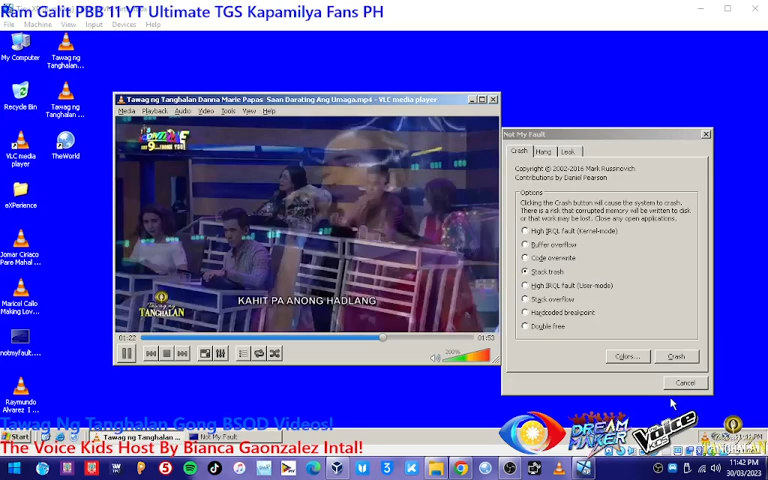 Ram Galit PBB 11 YT Ultimate TGS Kapamilya Fans PH
File Machine View Input Devices Help
My Computer
Tawag ng Tanghalan...
Recycle Bin
Tawag ng Tanghalan ...
VLC media player
TheWorld
eXPerience
Jomar Ciriaco Pare Mahal ...
Maricel Callo Making Lov...
notmyfault...
Raymundo Alvarez I ...
Tawag ng Tanghalan Danna Marie Papas Saan Darating Ang Umaga.mp4 - VLC media player
Media Playback Audio Video Tools View Help
KAHIT PA ANONG HADLANG
Tawag ng
TANGHALAN
01:22
01:53
200%
Not My Fault
Crash Hang Leak
Copyright © 2002-2016 Mark Russinovich
Contributions by Daniel Pearson
Options
Clicking the Crash button will cause the system to crash.
There is a risk that corrupted memory will be written to disk
or that work may be lost. Close any open applications.
High IRQL fault (Kernel-mode)
Buffer overflow
Code overwrite
Stack trash
High IRQL fault (User-mode)
Stack overflow
Hardcoded breakpoint
Double free
Colors...
Crash
Cancel
DREAM
MAKER
The Voice
KIDS
Tawag Ng Tanghalan Gong BSOD Videos!
Start
Tawag ng Tanghalan ...
Not My Fault
The Voice Kids Host By Bianca Gaonzalez Intal!
TANGHALAN
11:42 PM
30/03/2023